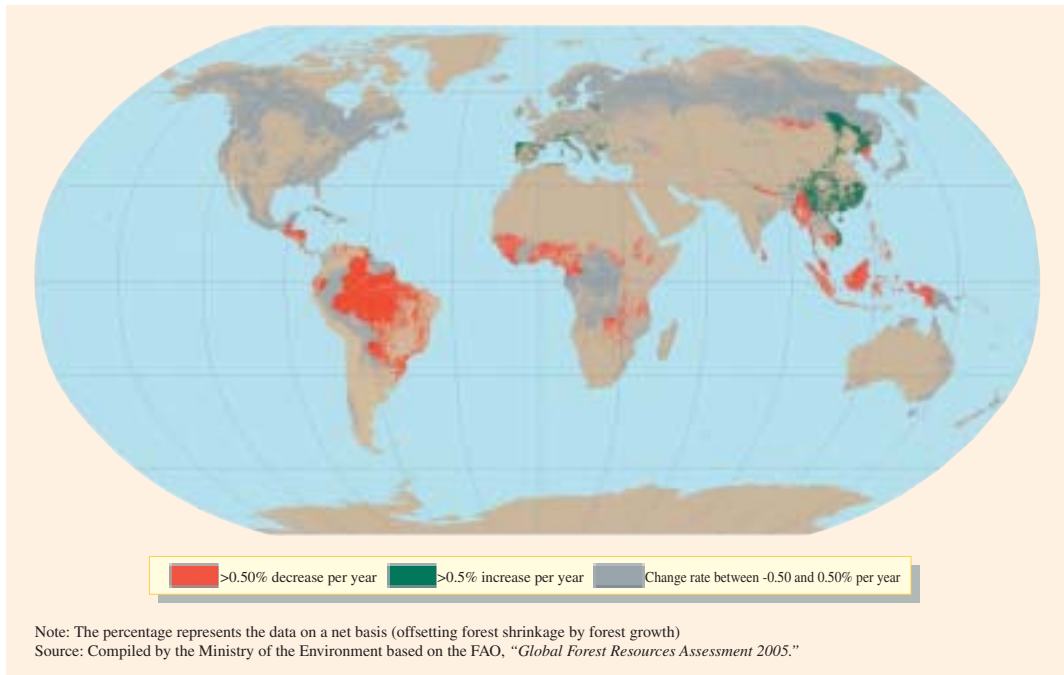 >0.50% decrease per year >0.5% increase per year Change rate between -0.50 and 0.50% per year
Note: The percentage represents the data on a net basis (offsetting forest shrinkage by forest growth)
Source: Compiled by the Ministry of the Environment based on the FAO, “Global Forest Resources Assessment 2005.”